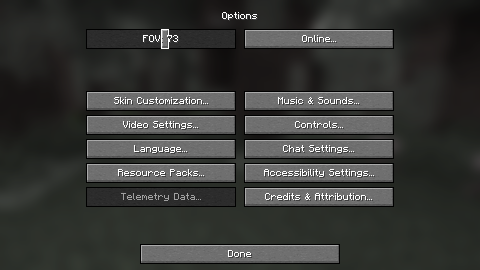 Options
FOV: 73
Online...
Skin Customization...
Music & Sounds...
Video Settings...
Controls...
Language...
Chat Settings...
Resource Packs...
Accessibility Settings...
Telemetry Data...
Credits & Attribution...
Done